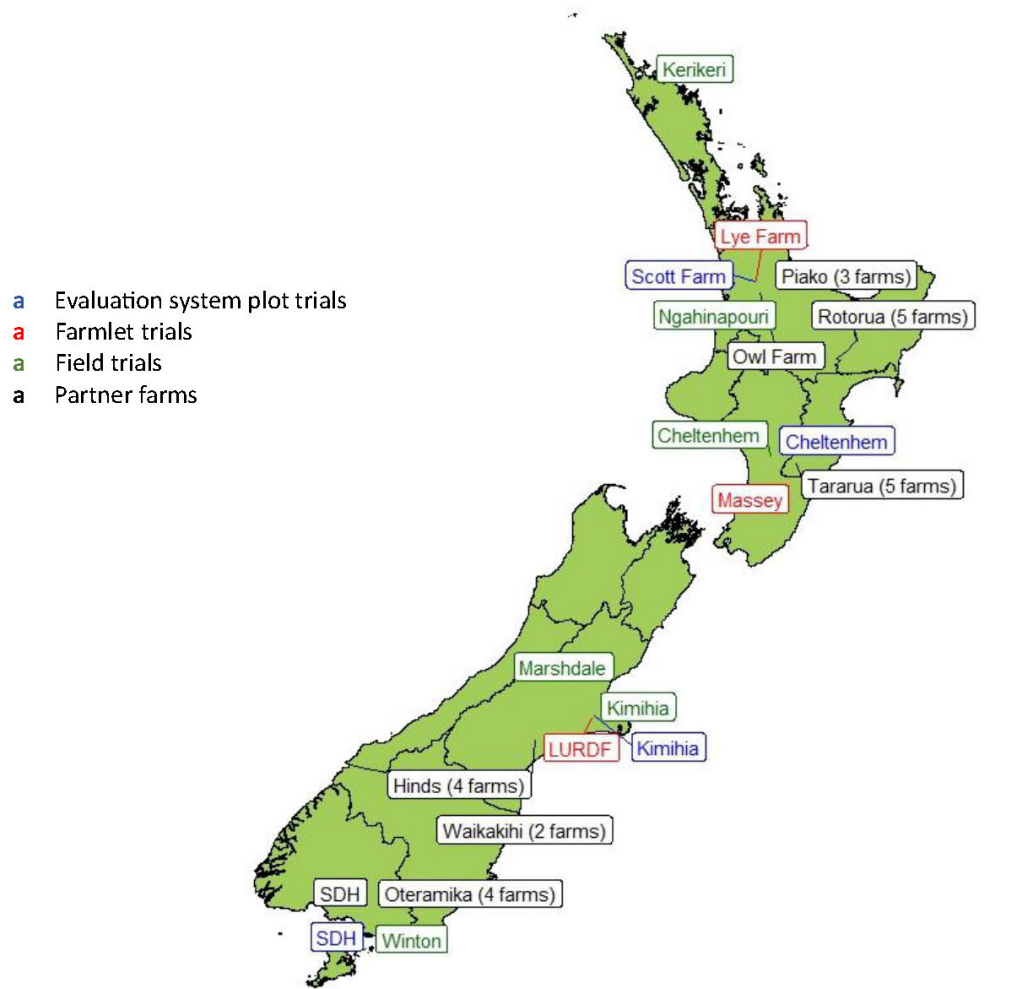 Kerikeri
Lye Farm
Scott Farm
Piako (3 farms)
a Evaluation system plot trials
a Farmlet trials
a Field trials
a Partner farms
Ngahinapouri
Rotorua (5 farms)
Owl Farm
Cheltenhem
Cheltenhem
Tararua (5 farms)
Massey
Marshdale
Kimihia
LURDF
Kimihia
Hinds (4 farms)
Waikakihi (2 farms)
SDH
Oteramika (4 farms)
SDH
Winton